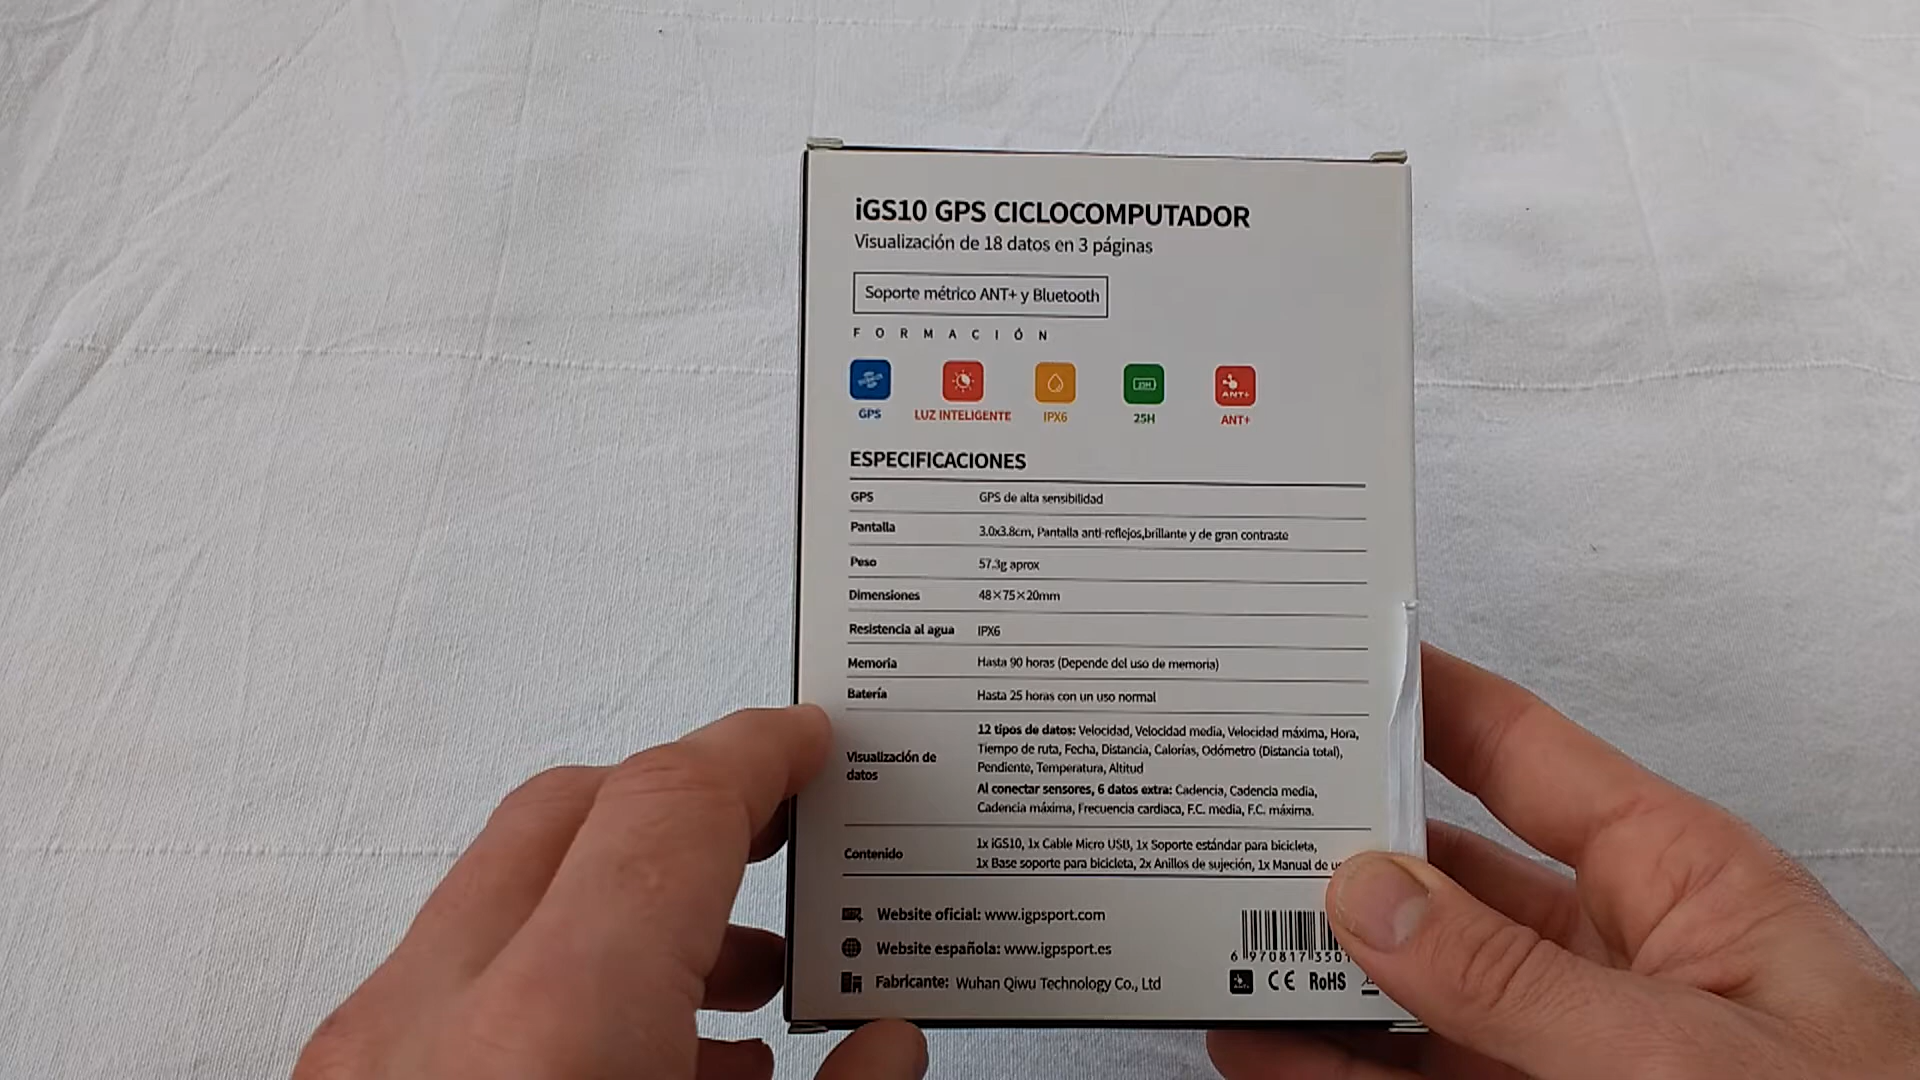 iGS10 GPS CICLOCOMPUTADOR
Visualización de 18 datos en 3 páginas
Soporte métrico ANT+ y Bluetooth
FORMACIÓN
25H
ANT+
GPS LUZ INTELIGENTE IPX6 25H ANT+
ESPECIFICACIONES
GPS GPS de alta sensibilidad
Pantalla 3.0x3.8cm, Pantalla anti-reflejos,brillante y de gran contraste
Peso 57.3g aprox
Dimensiones 48×75×20mm
Resistencia al agua IPX6
Memoria Hasta 90 horas (Depende del uso de memoria)
Batería Hasta 25 horas con un uso normal
Visualización de datos
12 tipos de datos: Velocidad, Velocidad media, Velocidad máxima, Hora,
Tiempo de ruta, Fecha, Distancia, Calorías, Odómetro (Distancia total),
Pendiente, Temperatura, Altitud
Al conectar sensores, 6 datos extra: Cadencia, Cadencia media,
Cadencia máxima, Frecuencia cardiaca, F.C. media, F.C. máxima.
Contenido
1x iGS10, 1x Cable Micro USB, 1x Soporte estándar para bicicleta,
1x Base soporte para bicicleta, 2x Anillos de sujeción, 1x Manual de
Website oficial: www.igpsport.com
Website española: www.igpsport.es
Fabricante: Wuhan Qiwu Technology Co., Ltd
6 970817 350
CE RoHS